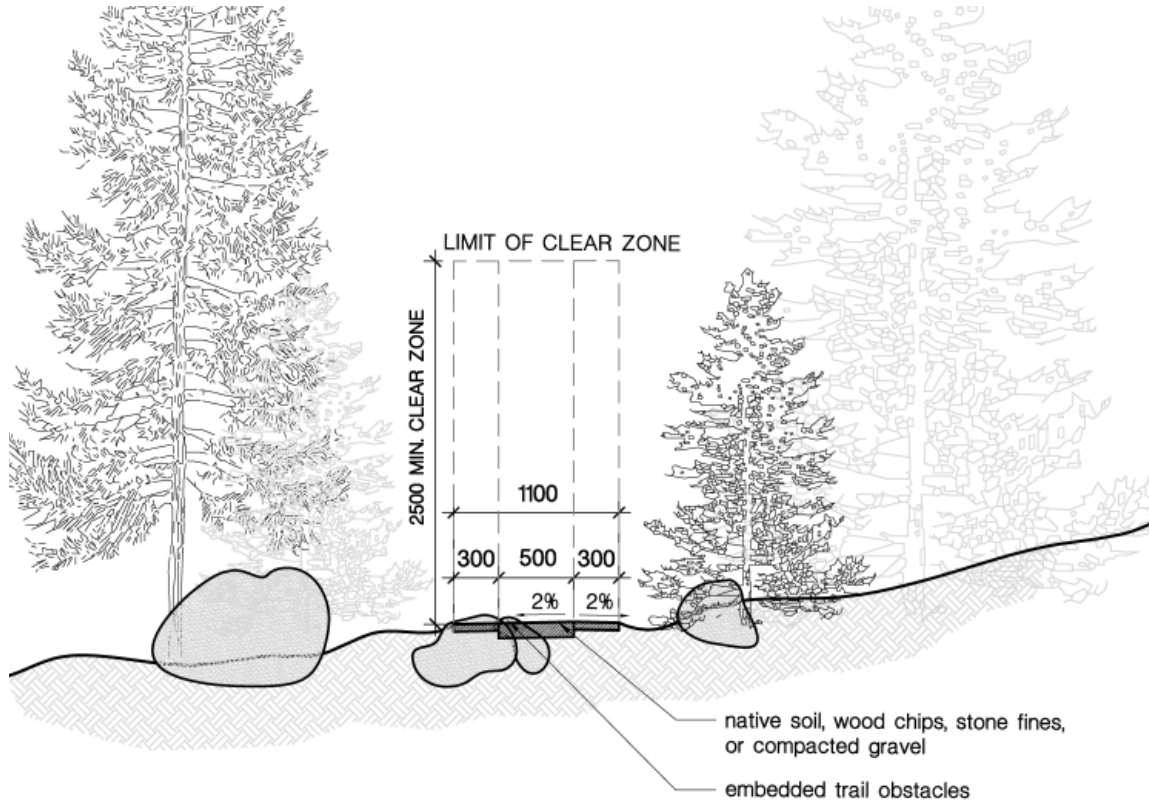 LIMIT OF CLEAR ZONE
2500 MIN. CLEAR ZONE
1100
300 500 300
2% 2%
native soil, wood chips, stone fines,
or compacted gravel
embedded trail obstacles